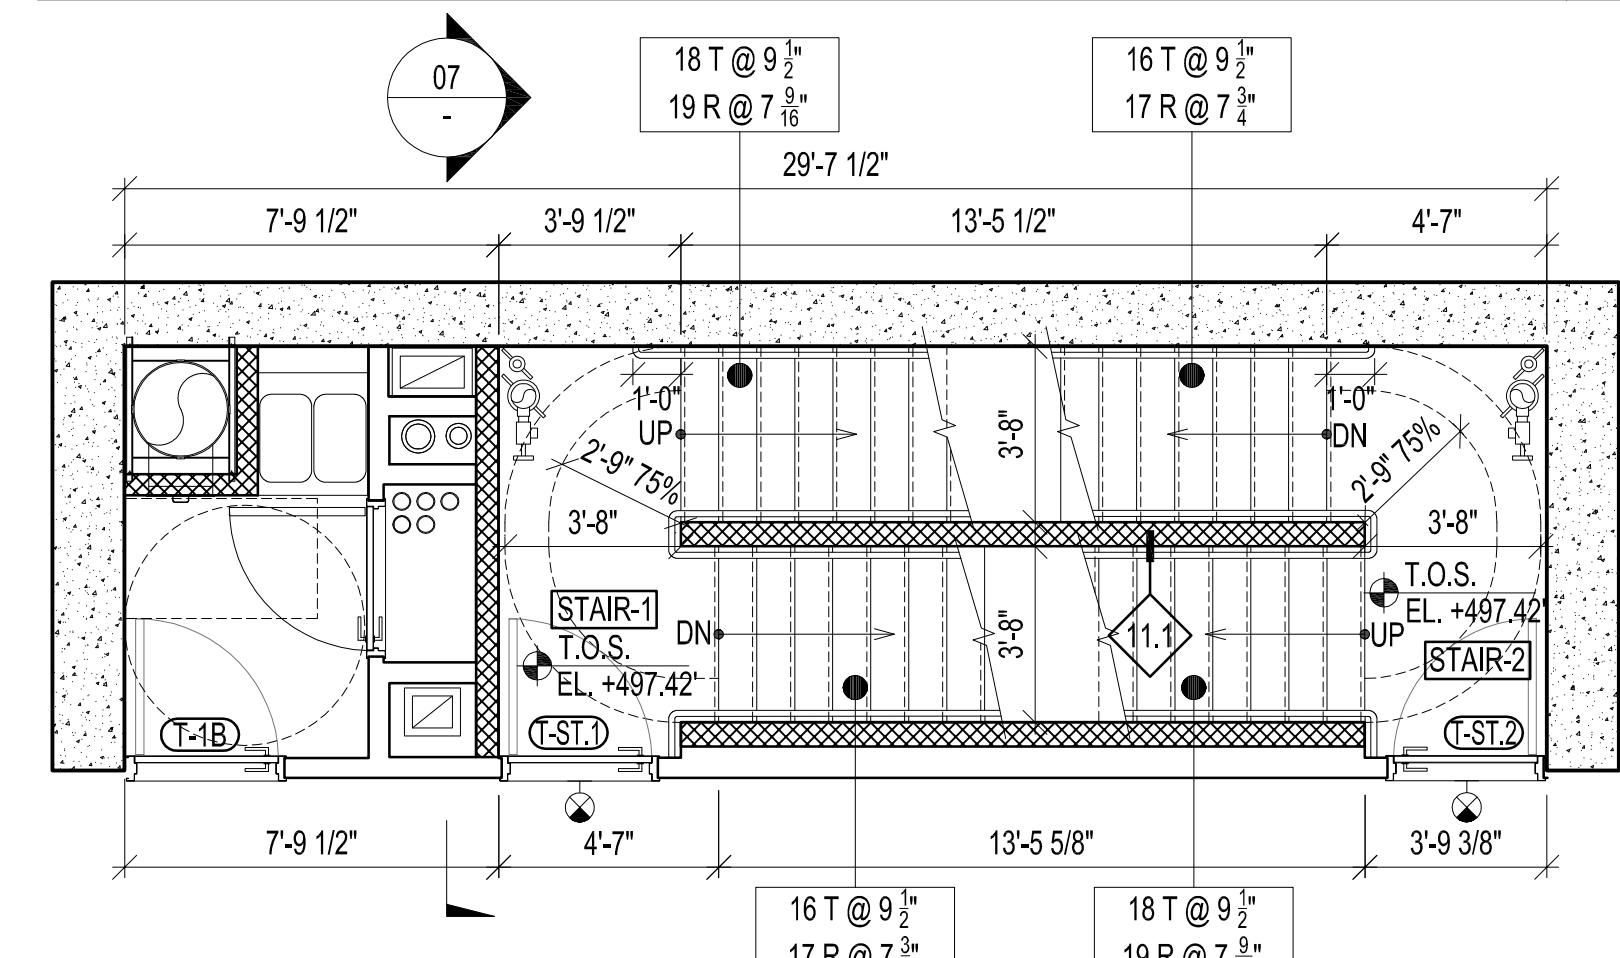 07
-
18 T @ 9 1/2"
19 R @ 7 9/16"
16 T @ 9 1/2"
17 R @ 7 3/4"
29'-7 1/2"
7'-9 1/2"
3'-9 1/2"
13'-5 1/2"
4'-7"
1'-0"
UP
2'-9" 75%
3'-8"
3'-8"
1'-0"
DN
2'-9" 75%
3'-8"
STAIR-1
T.O.S.
EL. +497.42'
DN
3'-8"
11.1
T.O.S.
EL. +497.42'
UP
STAIR-2
T-1B
T-ST.1
T-ST.2
7'-9 1/2"
4'-7"
13'-5 5/8"
3'-9 3/8"
16 T @ 9 1/2"
17 R @ 7 3/"
18 T @ 9 1/2"
19 R @ 7 9/"